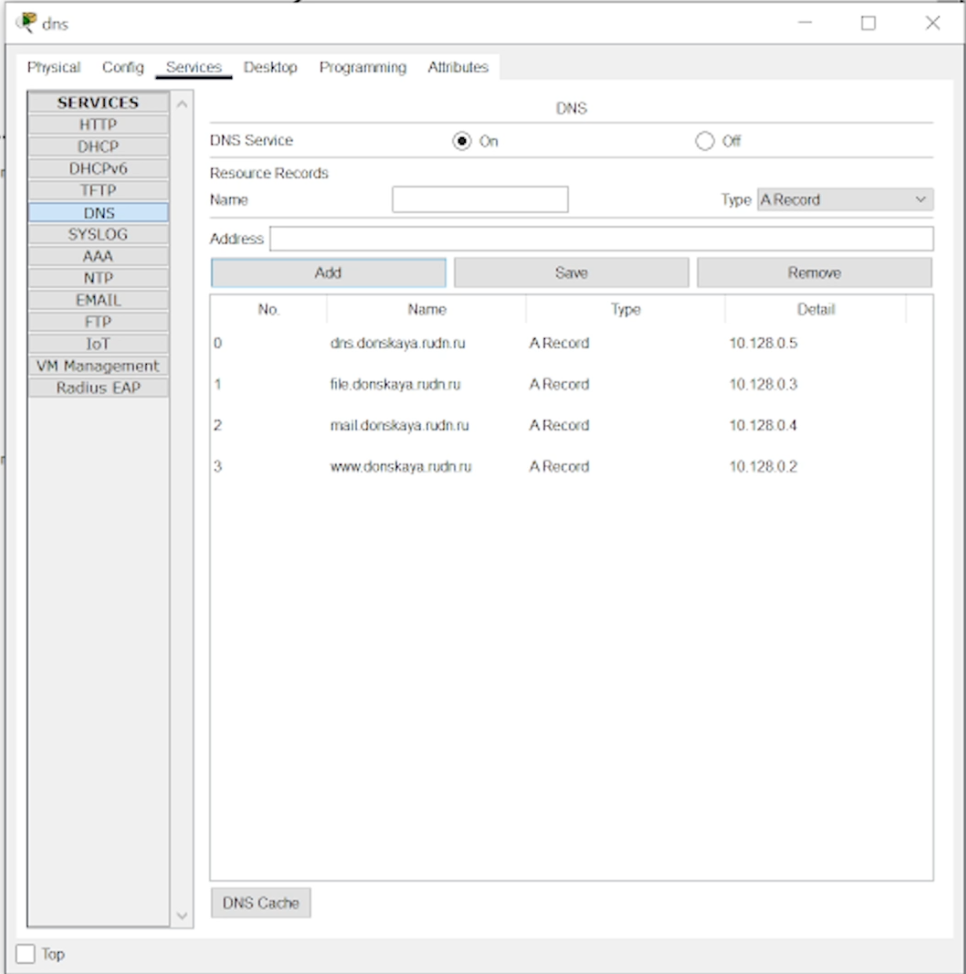 dns
Physical Config Services Desktop Programming Attributes
SERVICES
HTTP
DHCP
DHCPv6
TFTP
DNS
SYSLOG
AAA
NTP
EMAIL
FTP
IoT
VM Management
Radius EAP
DNS
DNS Service On Off
Resource Records
Name Type A Record
Address
Add Save Remove
No. Name Type Detail
0 dns.donskaya.rudn.ru A Record 10.128.0.5
1 file.donskaya.rudn.ru A Record 10.128.0.3
2 mail.donskaya.rudn.ru A Record 10.128.0.4
3 www.donskaya.rudn.ru A Record 10.128.0.2
DNS Cache
Top